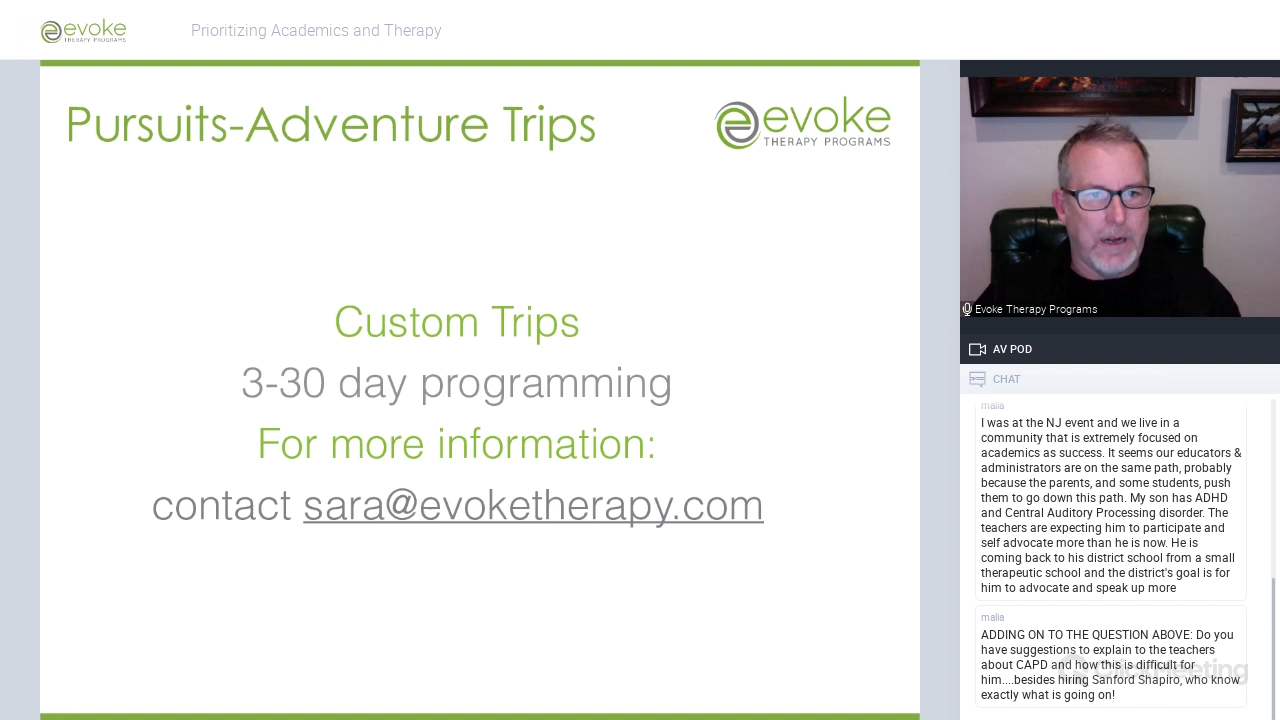 evoke
THERAPY PROGRAMS
Prioritizing Academics and Therapy
Pursuits-Adventure Trips
evoke
THERAPY PROGRAMS
Custom Trips
3-30 day programming
For more information:
contact sara@evoketherapy.com
Evoke Therapy Programs
AV POD
CHAT
malia
I was at the NJ event and we live in a
community that is extremely focused on
academics as success. It seems our educators &
administrators are on the same path, probably
because the parents, and some students, push
them to go down this path. My son has ADHD
and Central Auditory Processing disorder. The
teachers are expecting him to participate and
self advocate more than he is now. He is
coming back to his district school from a small
therapeutic school and the district's goal is for
him to advocate and speak up more
malia
ADDING ON TO THE QUESTION ABOVE: Do you
have suggestions to explain to the teachers
about CAPD and how this is difficult for
him....besides hiring Sanford Shapiro, who know
exactly what is going on!